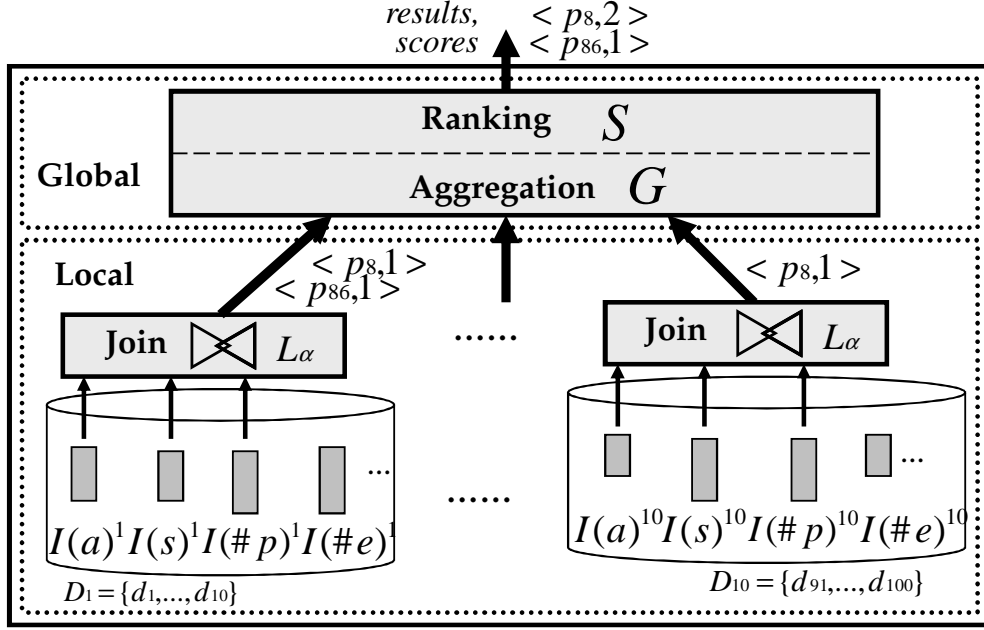 results, < p8,2 >
scores < p86,1 >
Ranking S
Global
Aggregation G
Local
< p8,1 >
< p86,1 >
< p8,1 >
Join Lα
......
Join Lα
...
......
...
I(a)¹ I(s)¹ I(# p)¹ I(#e)¹
I(a)¹⁰ I(s)¹⁰ I(# p)¹⁰ I(#e)¹⁰
D1 = {d1,...,d10}
D10 = {d91,...,d100}